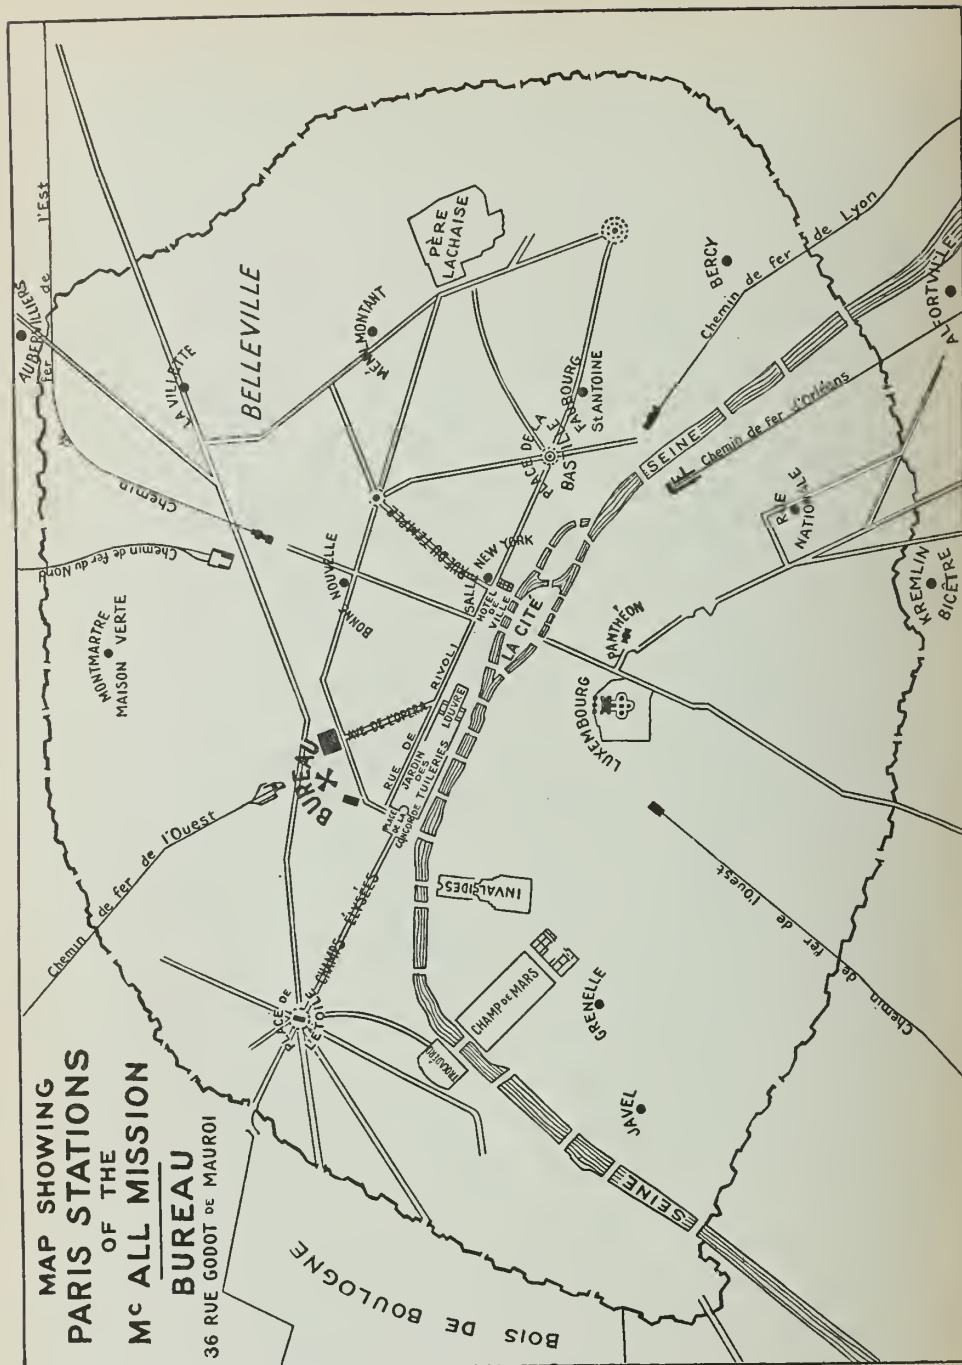 MAP SHOWING
PARIS STATIONS
OF THE
Mc ALL MISSION
BUREAU
36 RUE GODOT DE MAUROI
BOIS DE BOULOGNE
Chemin de fer de l'Ouest
MONTMARTRE
MAISON VERTE
Chemin de fer du Nord
Chemin
fer de l'Est
AUBERVILLIERS
LA VILLETTE
BELLEVILLE
MÉNILMONTANT
PÈRE
LACHAISE
BUREAU
AVE DE L'OPERA
BONNE NOUVELLE
RUE DU TEMPLE
SALLE NEW YORK
HÔTEL
DE
VILLE
PLACE DE
L'ETOILE
CHAMPS ÉLYSÉES
PLACE
DE LA
CONCORDE
RUE DE RIVOLI
JARDIN
DES
TUILERIES
LOUVRE
LA CITÉ
PLACE DE LA
BASTILLE
FAUBOURG
St ANTOINE
BERCY
Chemin de fer de Lyon
SEINE
Chemin de fer d'Orléans
ALFORTVILLE
TROCADÉRO
CHAMP DE MARS
INVALSIDES
GRENELLE
JAVEL
SEINE
LUXEMBOURG
PANTHÉON
RUE
NATIONALE
KREMLIN
BICÊTRE
Chemin de fer de l'Ouest